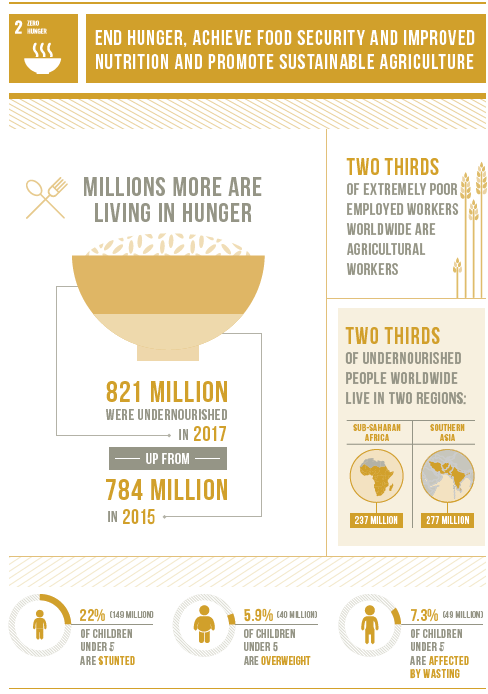 2 ZERO
HUNGER
END HUNGER, ACHIEVE FOOD SECURITY AND IMPROVED
NUTRITION AND PROMOTE SUSTAINABLE AGRICULTURE
MILLIONS MORE ARE
LIVING IN HUNGER
821 MILLION
WERE UNDERNOURISHED
IN 2017
UP FROM
784 MILLION
IN 2015
TWO THIRDS
OF EXTREMELY POOR
EMPLOYED WORKERS
WORLDWIDE ARE
AGRICULTURAL
WORKERS
TWO THIRDS
OF UNDERNOURISHED
PEOPLE WORLDWIDE
LIVE IN TWO REGIONS:
SUB-SAHARAN
AFRICA
237 MILLION
SOUTHERN
ASIA
277 MILLION
22% (149 MILLION)
OF CHILDREN
UNDER 5
ARE STUNTED
5.9% (40 MILLION)
OF CHILDREN
UNDER 5
ARE OVERWEIGHT
7.3% (49 MILLION)
OF CHILDREN
UNDER 5
ARE AFFECTED
BY WASTING